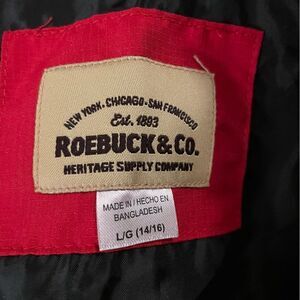 NEW YORK · CHICAGO · SAN FRANCISCO
Est. 1893
ROEBUCK & CO.
HERITAGE SUPPLY COMPANY
MADE IN / HECHO EN
BANGLADESH
L/G (14/16)